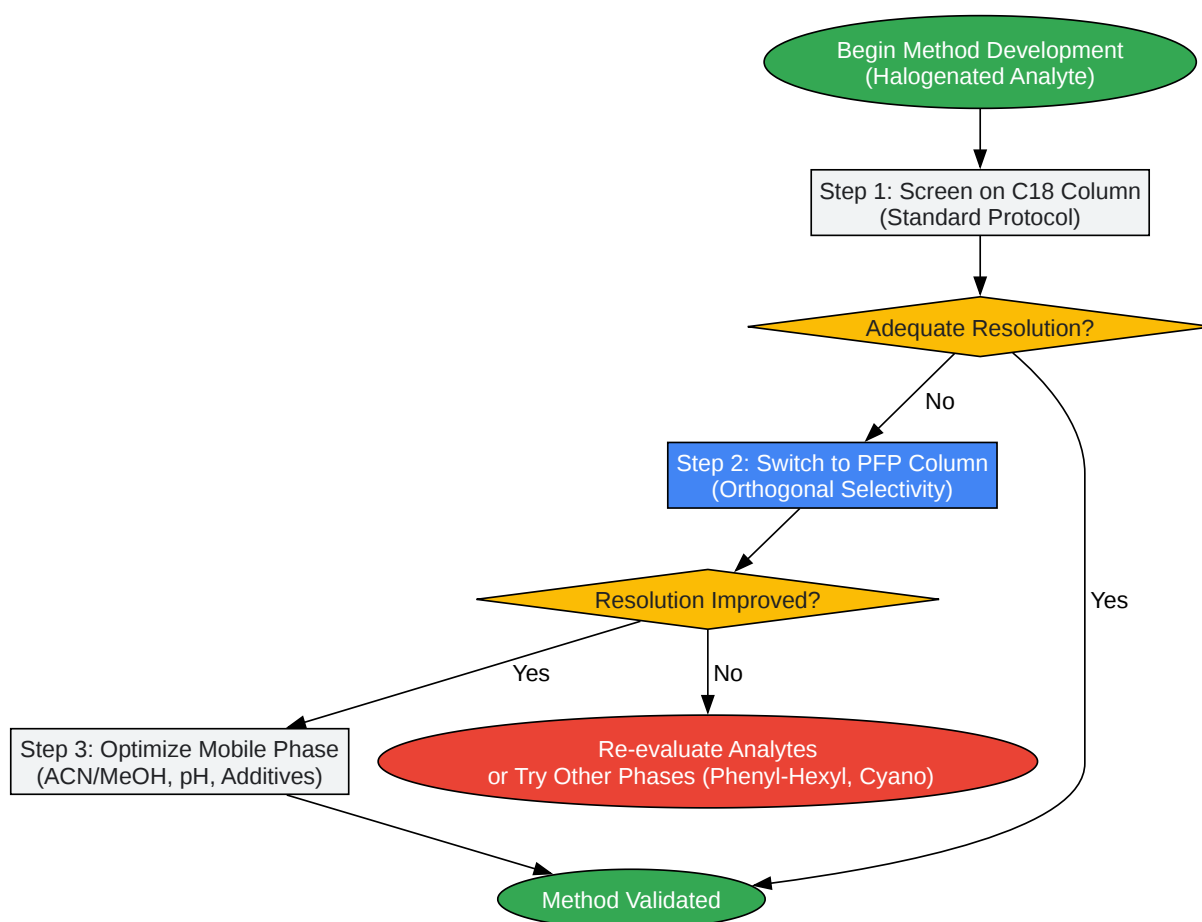 Begin Method Development
(Halogenated Analyte)
Step 1: Screen on C18 Column
(Standard Protocol)
Adequate Resolution?
No
Step 2: Switch to PFP Column
(Orthogonal Selectivity)
Yes
Resolution Improved?
Yes
No
Step 3: Optimize Mobile Phase
(ACN/MeOH, pH, Additives)
Re-evaluate Analytes
or Try Other Phases (Phenyl-Hexyl, Cyano)
Method Validated